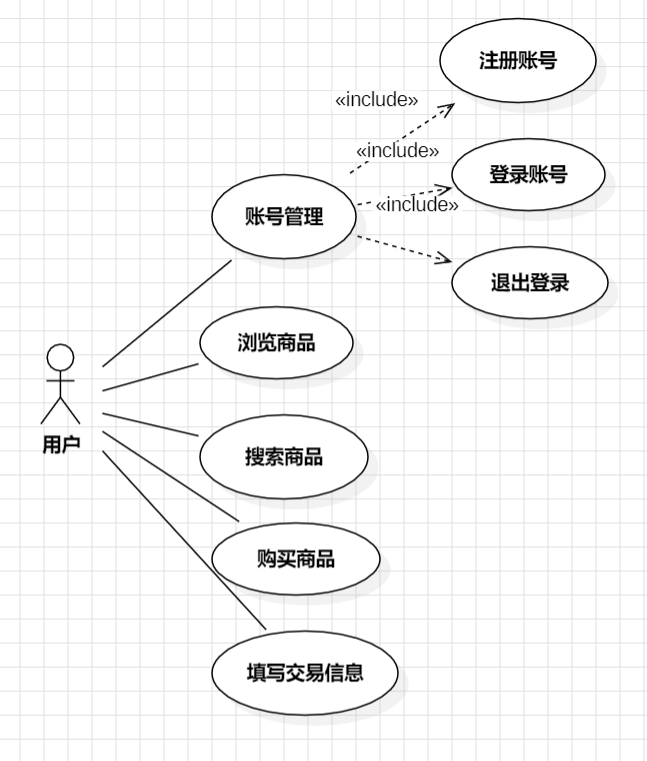 注册账号
«include»
«include»
登录账号
«include»
账号管理
退出登录
浏览商品
用户
搜索商品
购买商品
填写交易信息